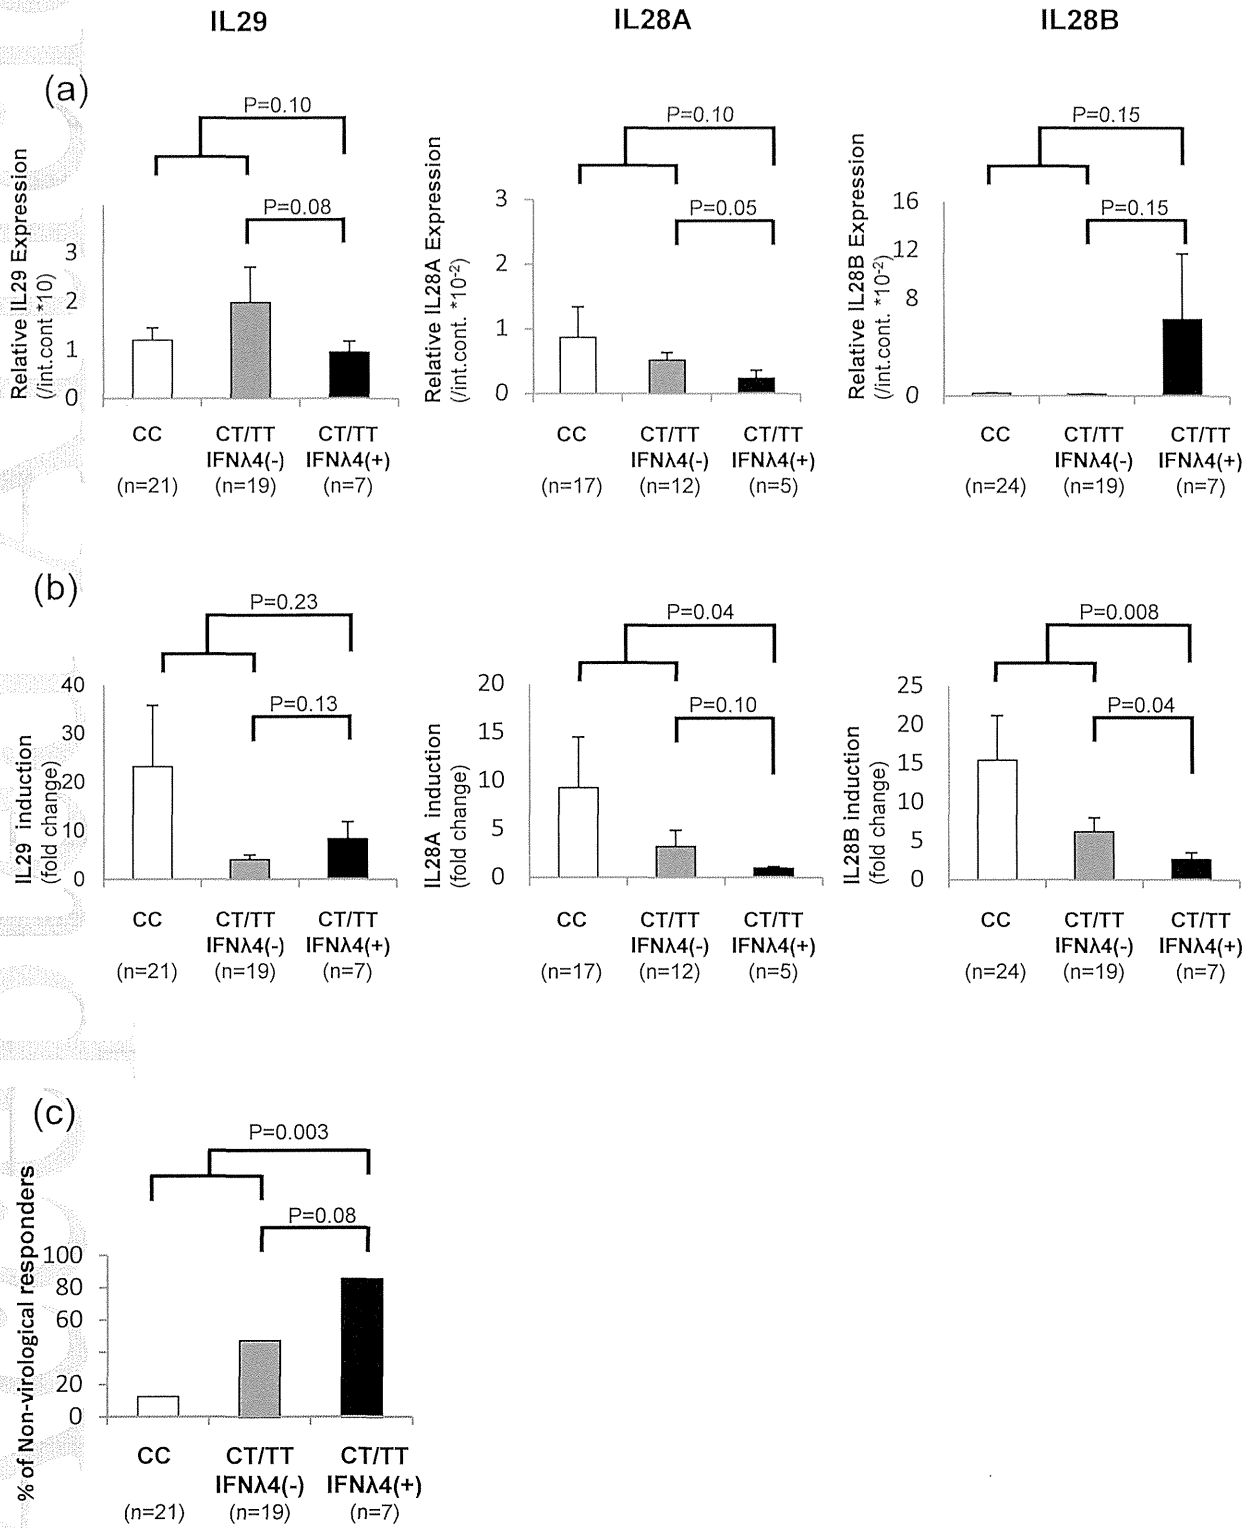 IL29
IL28A
IL28B
(a)
P=0.10
P=0.08
Relative IL29 Expression
(/int.cont *10)
3
2
1
0
CC
CT/TT
IFNλ4(-)
CT/TT
IFNλ4(+)
(n=21)
(n=19)
(n=7)
P=0.10
P=0.05
Relative IL28A Expression
(/int.cont. *10-2)
3
2
1
0
CC
CT/TT
IFNλ4(-)
CT/TT
IFNλ4(+)
(n=17)
(n=12)
(n=5)
P=0.15
P=0.15
Relative IL28B Expression
(/int.cont. *10-2)
16
12
8
0
CC
CT/TT
IFNλ4(-)
CT/TT
IFNλ4(+)
(n=24)
(n=19)
(n=7)
(b)
P=0.23
P=0.13
IL29 induction
(fold change)
40
30
20
10
0
CC
CT/TT
IFNλ4(-)
CT/TT
IFNλ4(+)
(n=21)
(n=19)
(n=7)
P=0.04
P=0.10
IL28A induction
(fold change)
20
15
10
5
0
CC
CT/TT
IFNλ4(-)
CT/TT
IFNλ4(+)
(n=17)
(n=12)
(n=5)
P=0.008
P=0.04
IL28B induction
(fold change)
25
20
15
10
5
0
CC
CT/TT
IFNλ4(-)
CT/TT
IFNλ4(+)
(n=24)
(n=19)
(n=7)
(c)
P=0.003
P=0.08
% of Non-virological responders
100
80
60
20
0
CC
CT/TT
IFNλ4(-)
CT/TT
IFNλ4(+)
(n=21)
(n=19)
(n=7)